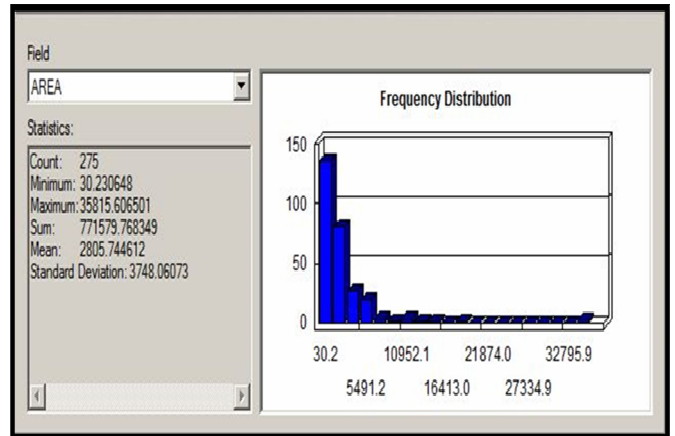 Field
AREA
Statistics:
Count: 275
Minimum: 30.230648
Maximum: 35815.606501
Sum: 771579.768349
Mean: 2805.744612
Standard Deviation: 3748.06073
Frequency Distribution
150
100
50
0
30.2 10952.1 21874.0 32795.9
5491.2 16413.0 27334.9